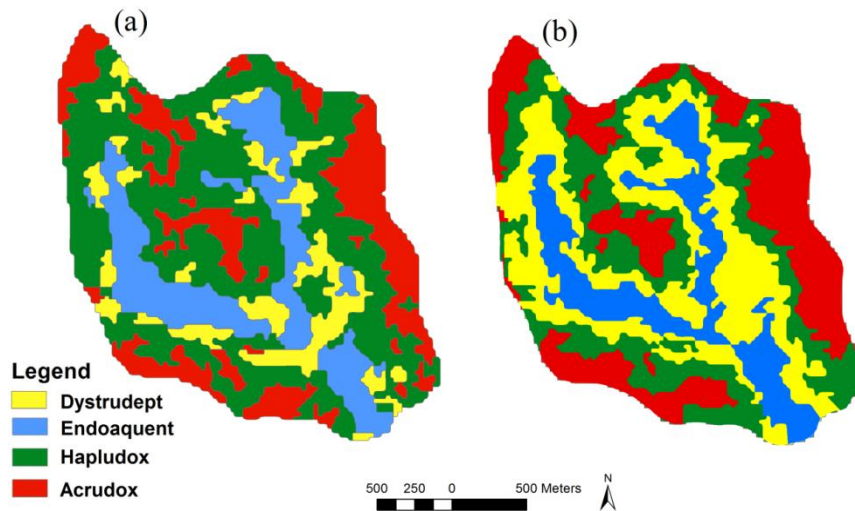 (a)
(b)
Legend
Dystrudept
Endoaquent
Hapludox
Acrudox
500 250 0 500 Meters
N